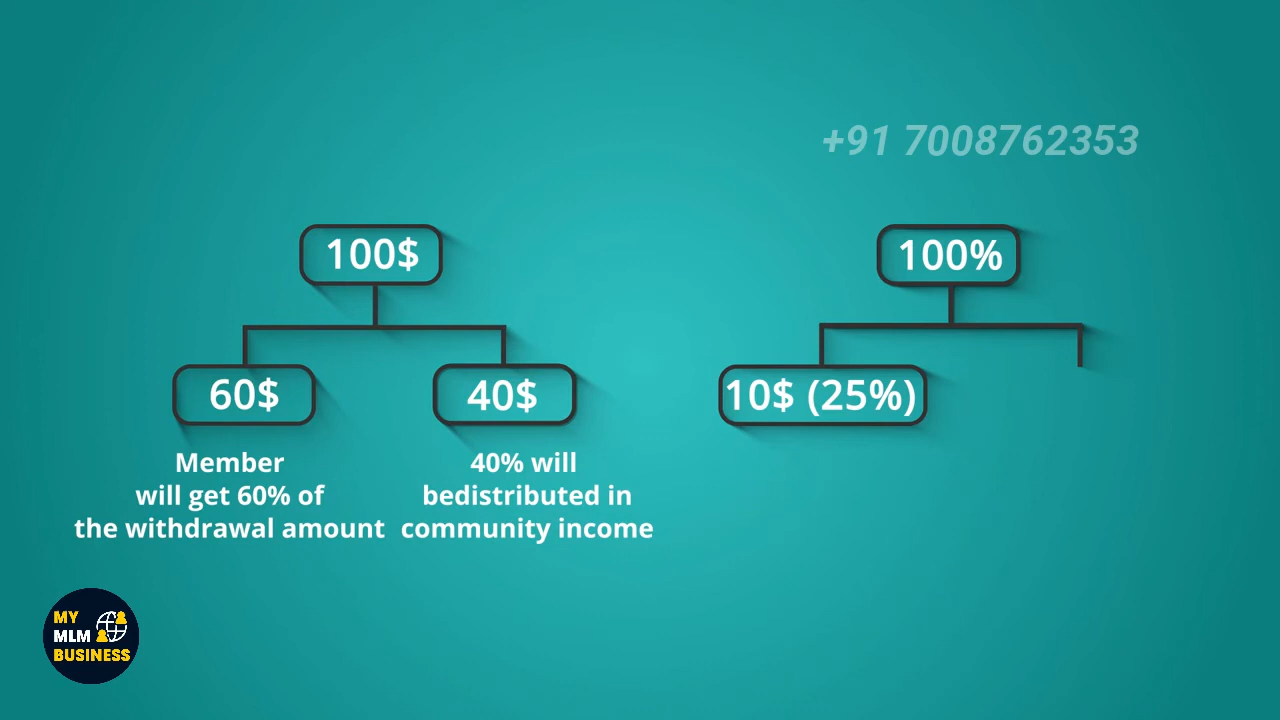 +91 7008762353
100$
60$
40$
Member
will get 60% of
the withdrawal amount
40% will
bedistributed in
community income
100%
10$ (25%)
MY
MLM
BUSINESS